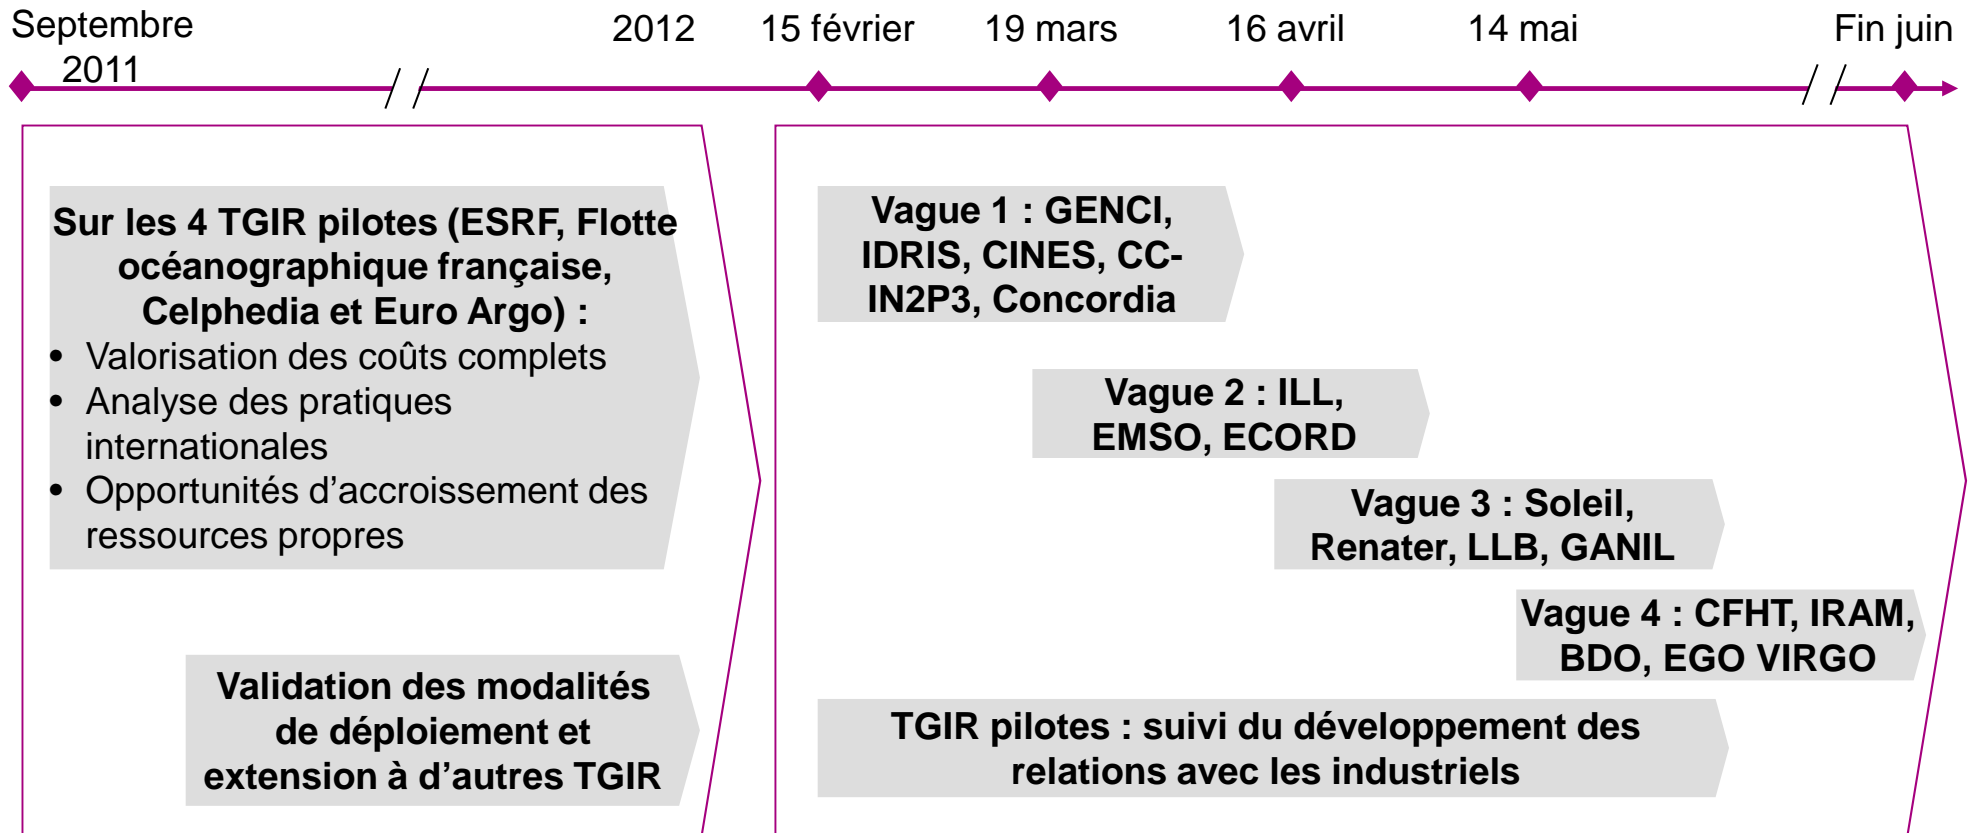 Septembre
2011
2012
15 février
19 mars
16 avril
14 mai
Fin juin
Sur les 4 TGIR pilotes (ESRF, Flotte
océanographique française,
Celphedia et Euro Argo) :
• Valorisation des coûts complets
• Analyse des pratiques
internationales
• Opportunités d’accroissement des
ressources propres
Validation des modalités
de déploiement et
extension à d’autres TGIR
Vague 1 : GENCI,
IDRIS, CINES, CC-
IN2P3, Concordia
Vague 2 : ILL,
EMSO, ECORD
Vague 3 : Soleil,
Renater, LLB, GANIL
Vague 4 : CFHT, IRAM,
BDO, EGO VIRGO
TGIR pilotes : suivi du développement des
relations avec les industriels